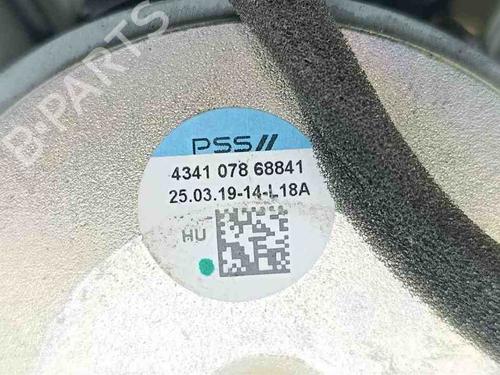 B-PARTS
PSS//
4341 078 68841
25.03.19-14-L18A
HU